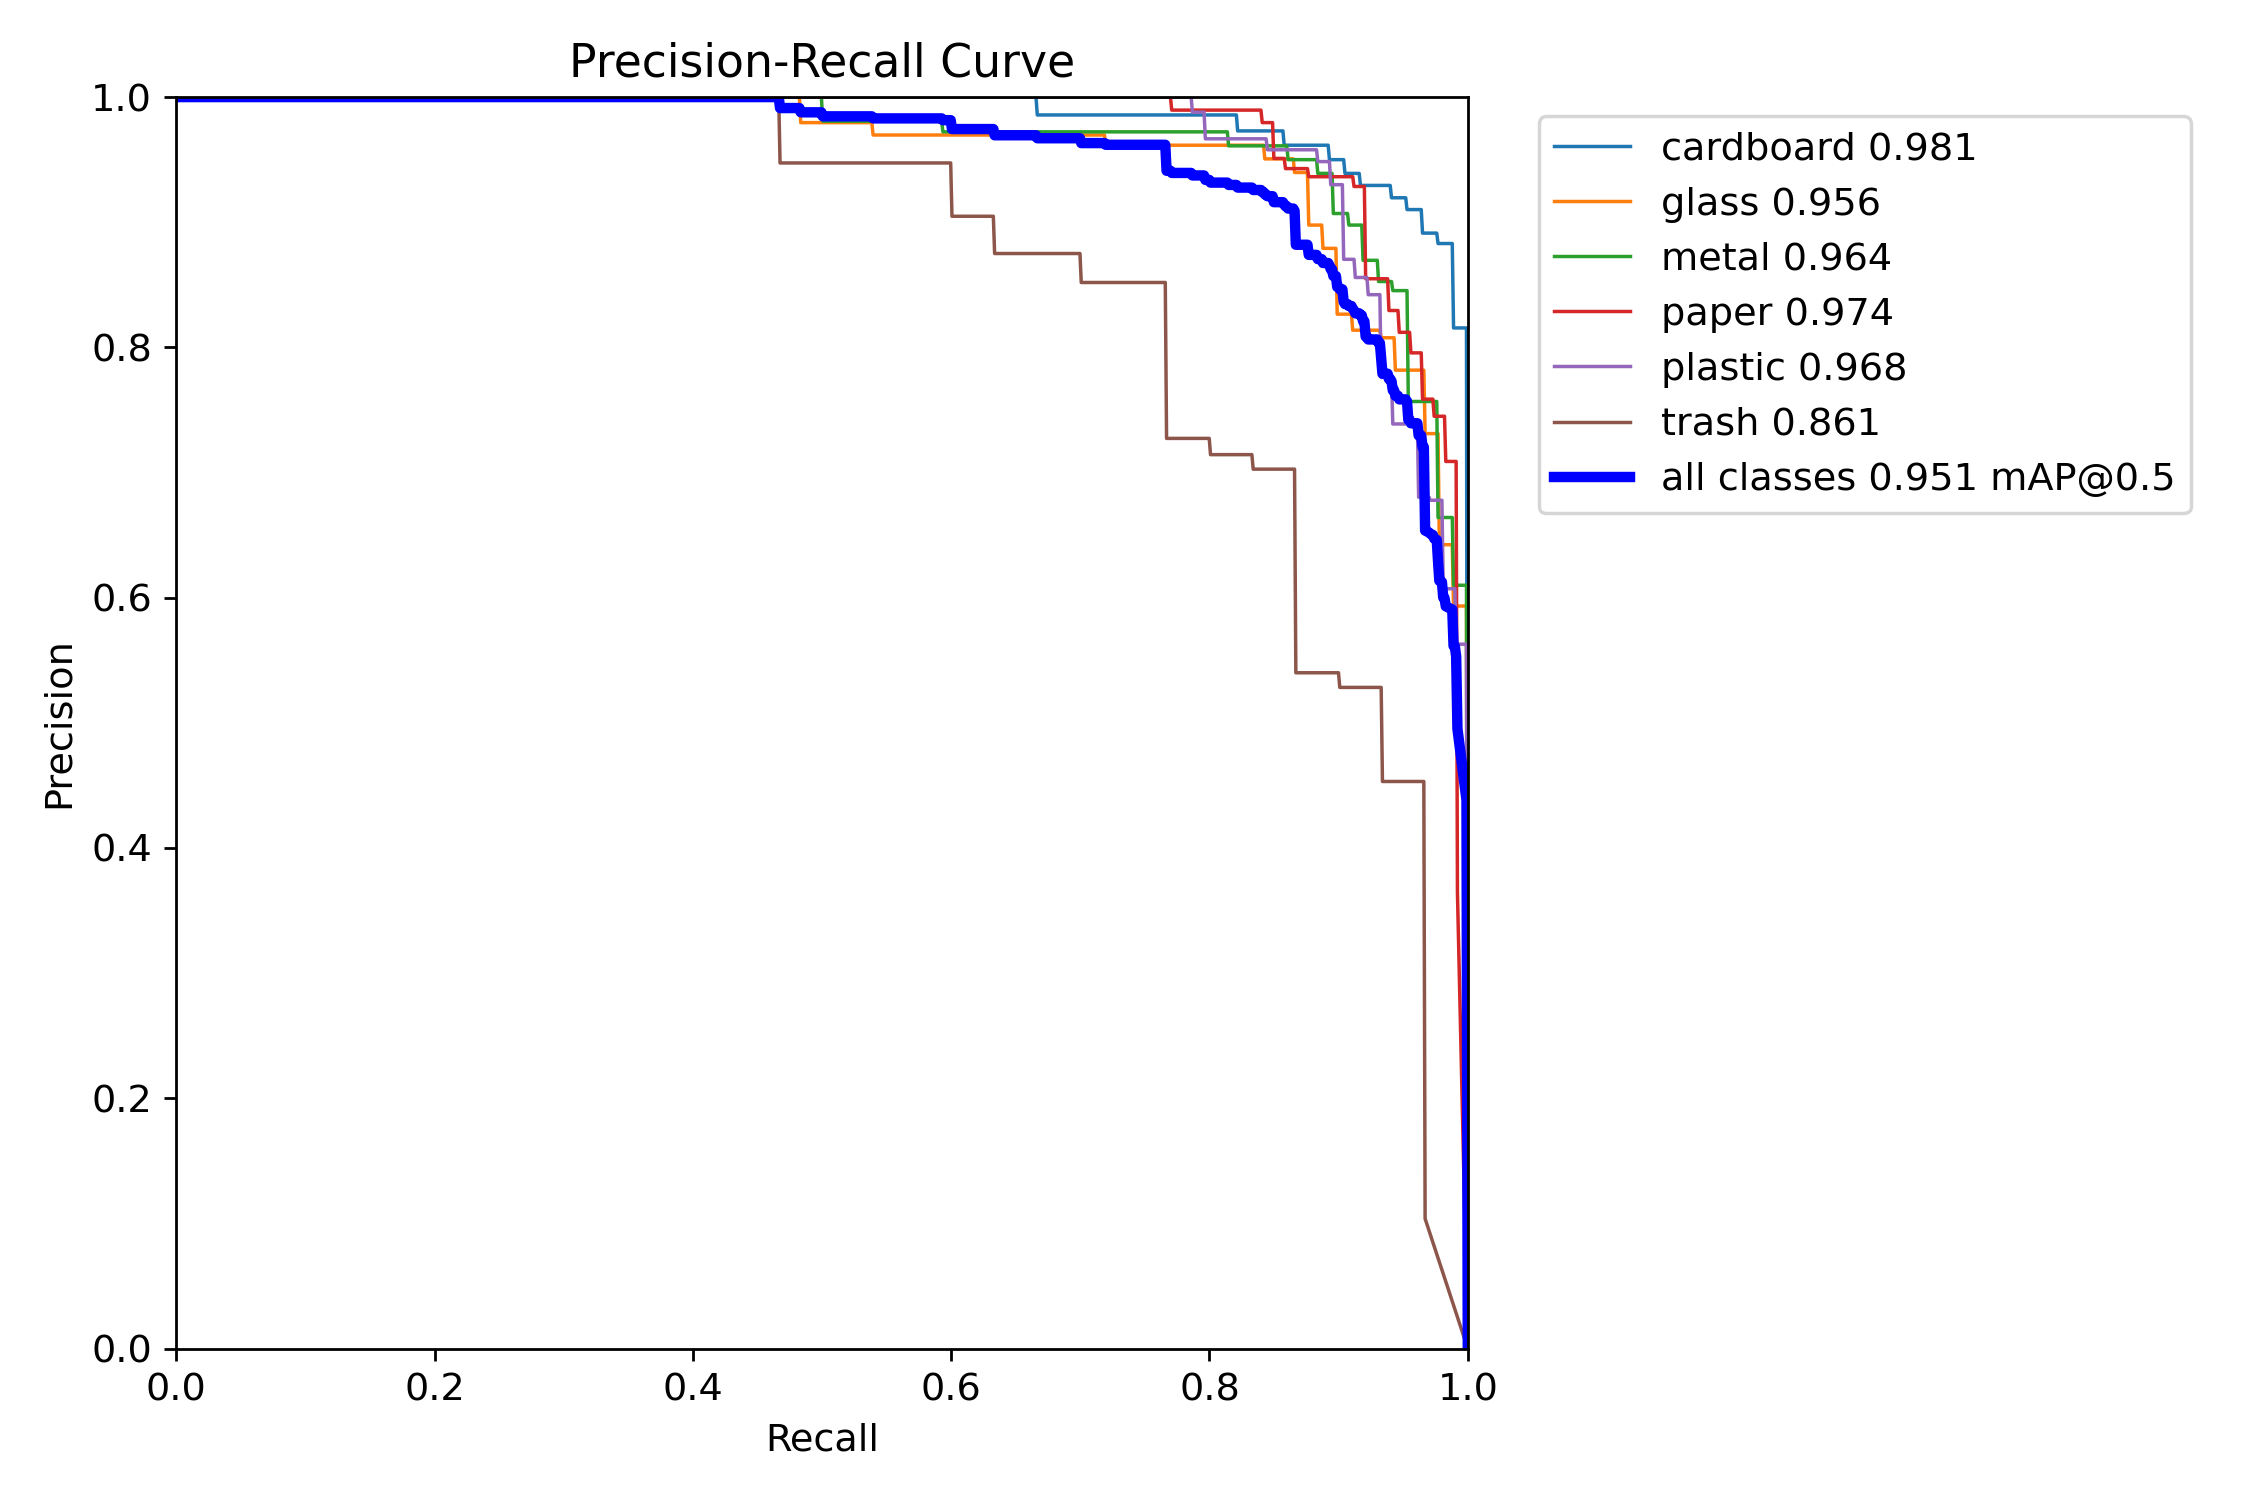 Precision-Recall Curve
1.0
0.8
0.6
0.4
0.2
0.0
Precision
0.0 0.2 0.4 0.6 0.8 1.0
Recall
cardboard 0.981
glass 0.956
metal 0.964
paper 0.974
plastic 0.968
trash 0.861
all classes 0.951 mAP@0.5